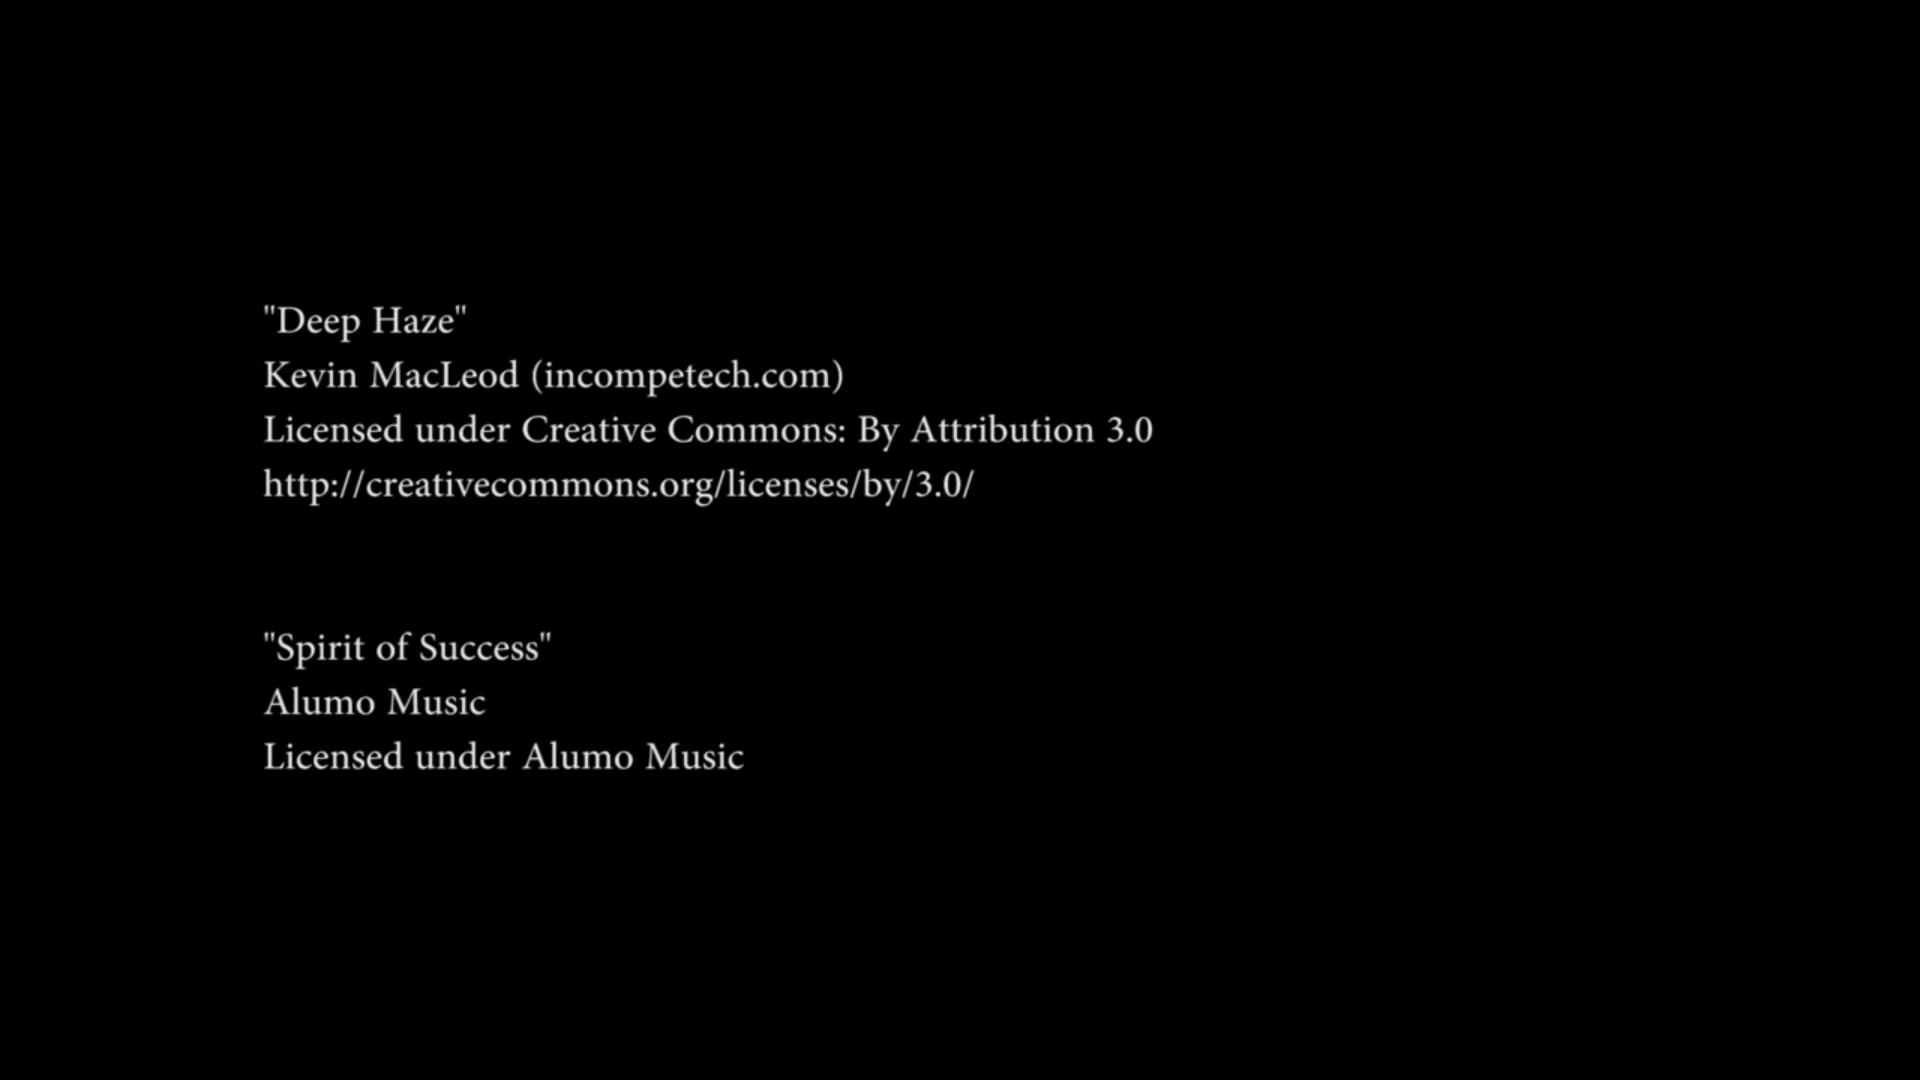 "Deep Haze"
Kevin MacLeod (incompetech.com)
Licensed under Creative Commons: By Attribution 3.0
http://creativecommons.org/licenses/by/3.0/
"Spirit of Success"
Alumo Music
Licensed under Alumo Music